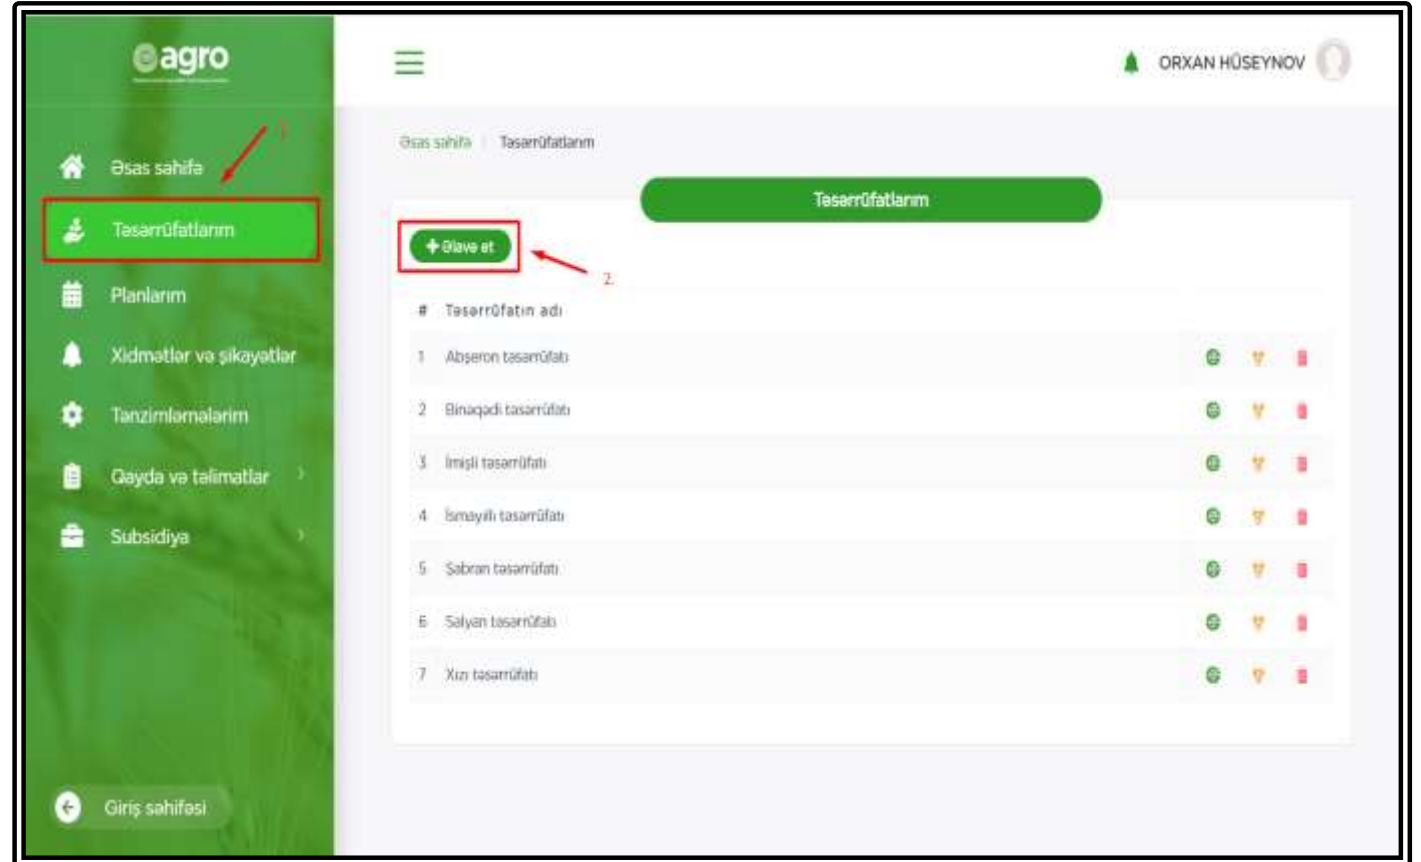 eagro
ORXAN HÜSEYNOV
Əsas səhifə
Təsərrüfatlarım
1.
Əsas səhifə
Təsərrüfatlarım
Təsərrüfatlarım
+ Əlavə et
2.
Planlarım
# Təsərrüfatın adı
Xidmətlər və şikayətlər
1 Abşeron təsərrüfatı
Tənzimləmələrim
2 Binəqədi təsərrüfatı
3 İmişli təsərrüfatı
Qayda və təlimatlar
4 İsmayıllı təsərrüfatı
Subsidiya
5 Şabran təsərrüfatı
6 Salyan təsərrüfatı
7 Xızı təsərrüfatı
Giriş səhifəsi